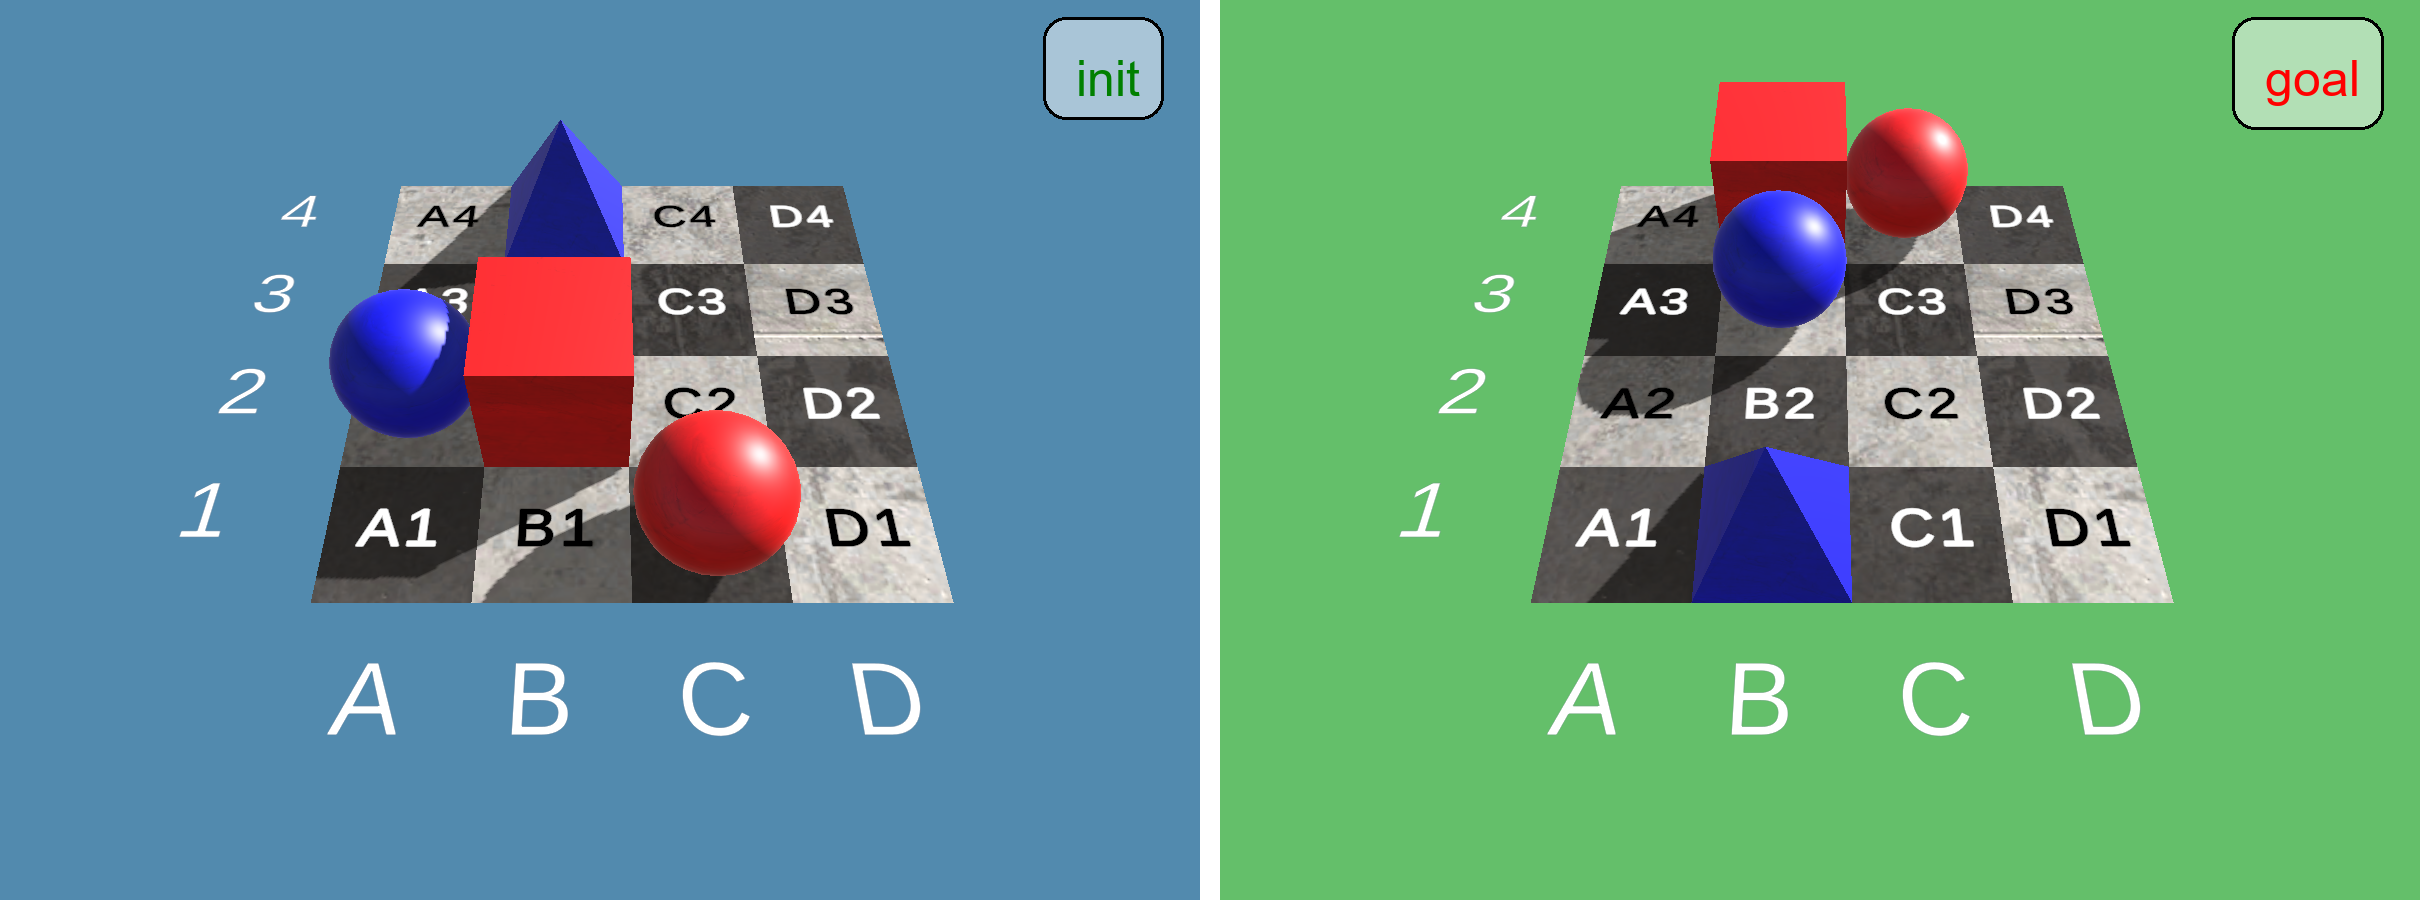 init
4 A4 C4 D4
3 A3 C3 D3
2 C2 D2
1 A1 B1 D1
A B C D
goal
4 A4 D4
3 A3 C3 D3
2 A2 B2 C2 D2
1 A1 C1 D1
A B C D